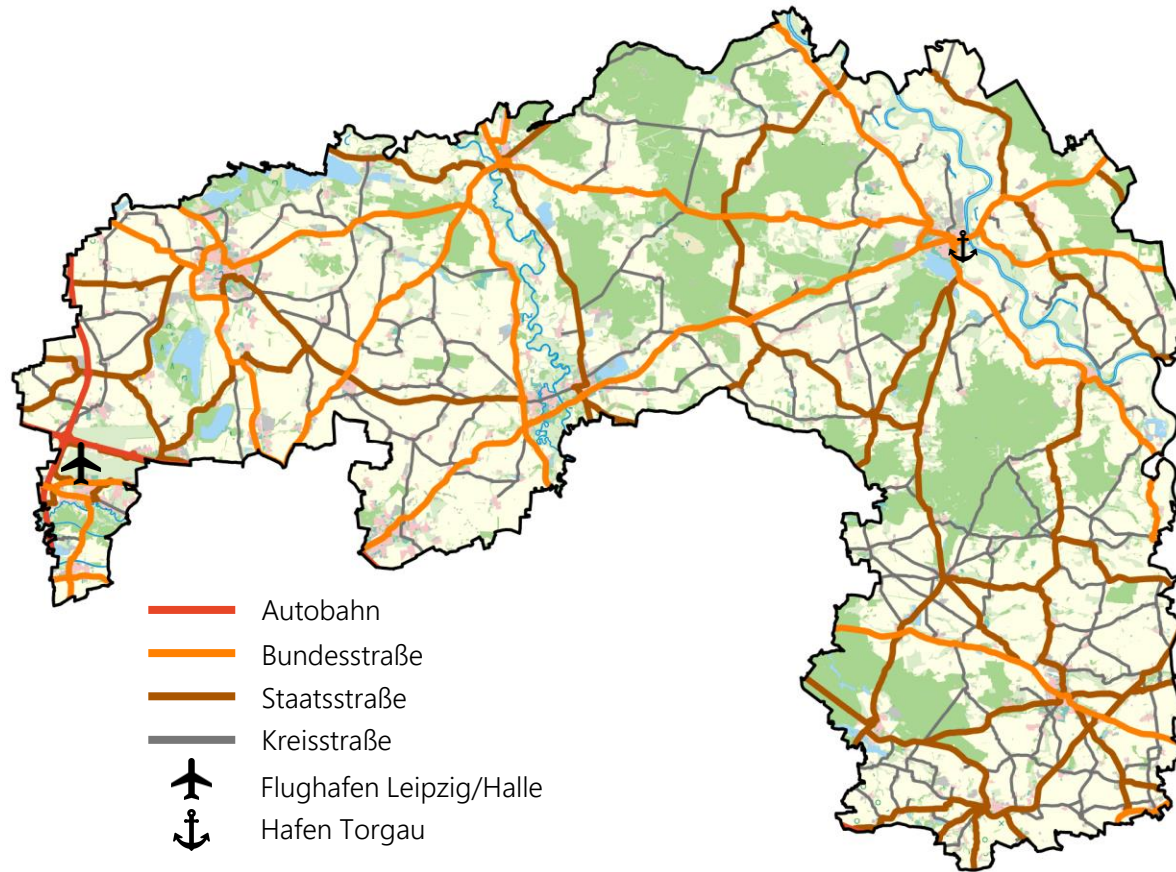 Autobahn
Bundesstraße
Staatsstraße
Kreisstraße
Flughafen Leipzig/Halle
Hafen Torgau